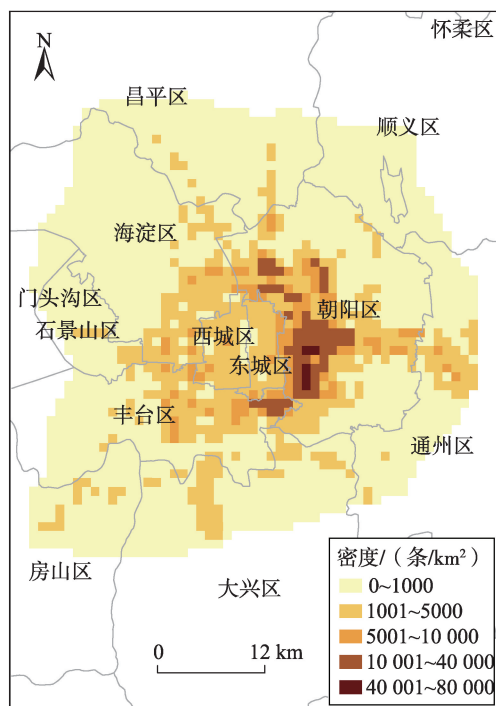 怀柔区
N
昌平区
顺义区
海淀区
门头沟区
朝阳区
石景山区
西城区
东城区
丰台区
通州区
房山区
大兴区
密度/（条/km²）
0~1000
1001~5000
5001~10 000
10 001~40 000
40 001~80 000
0 12 km